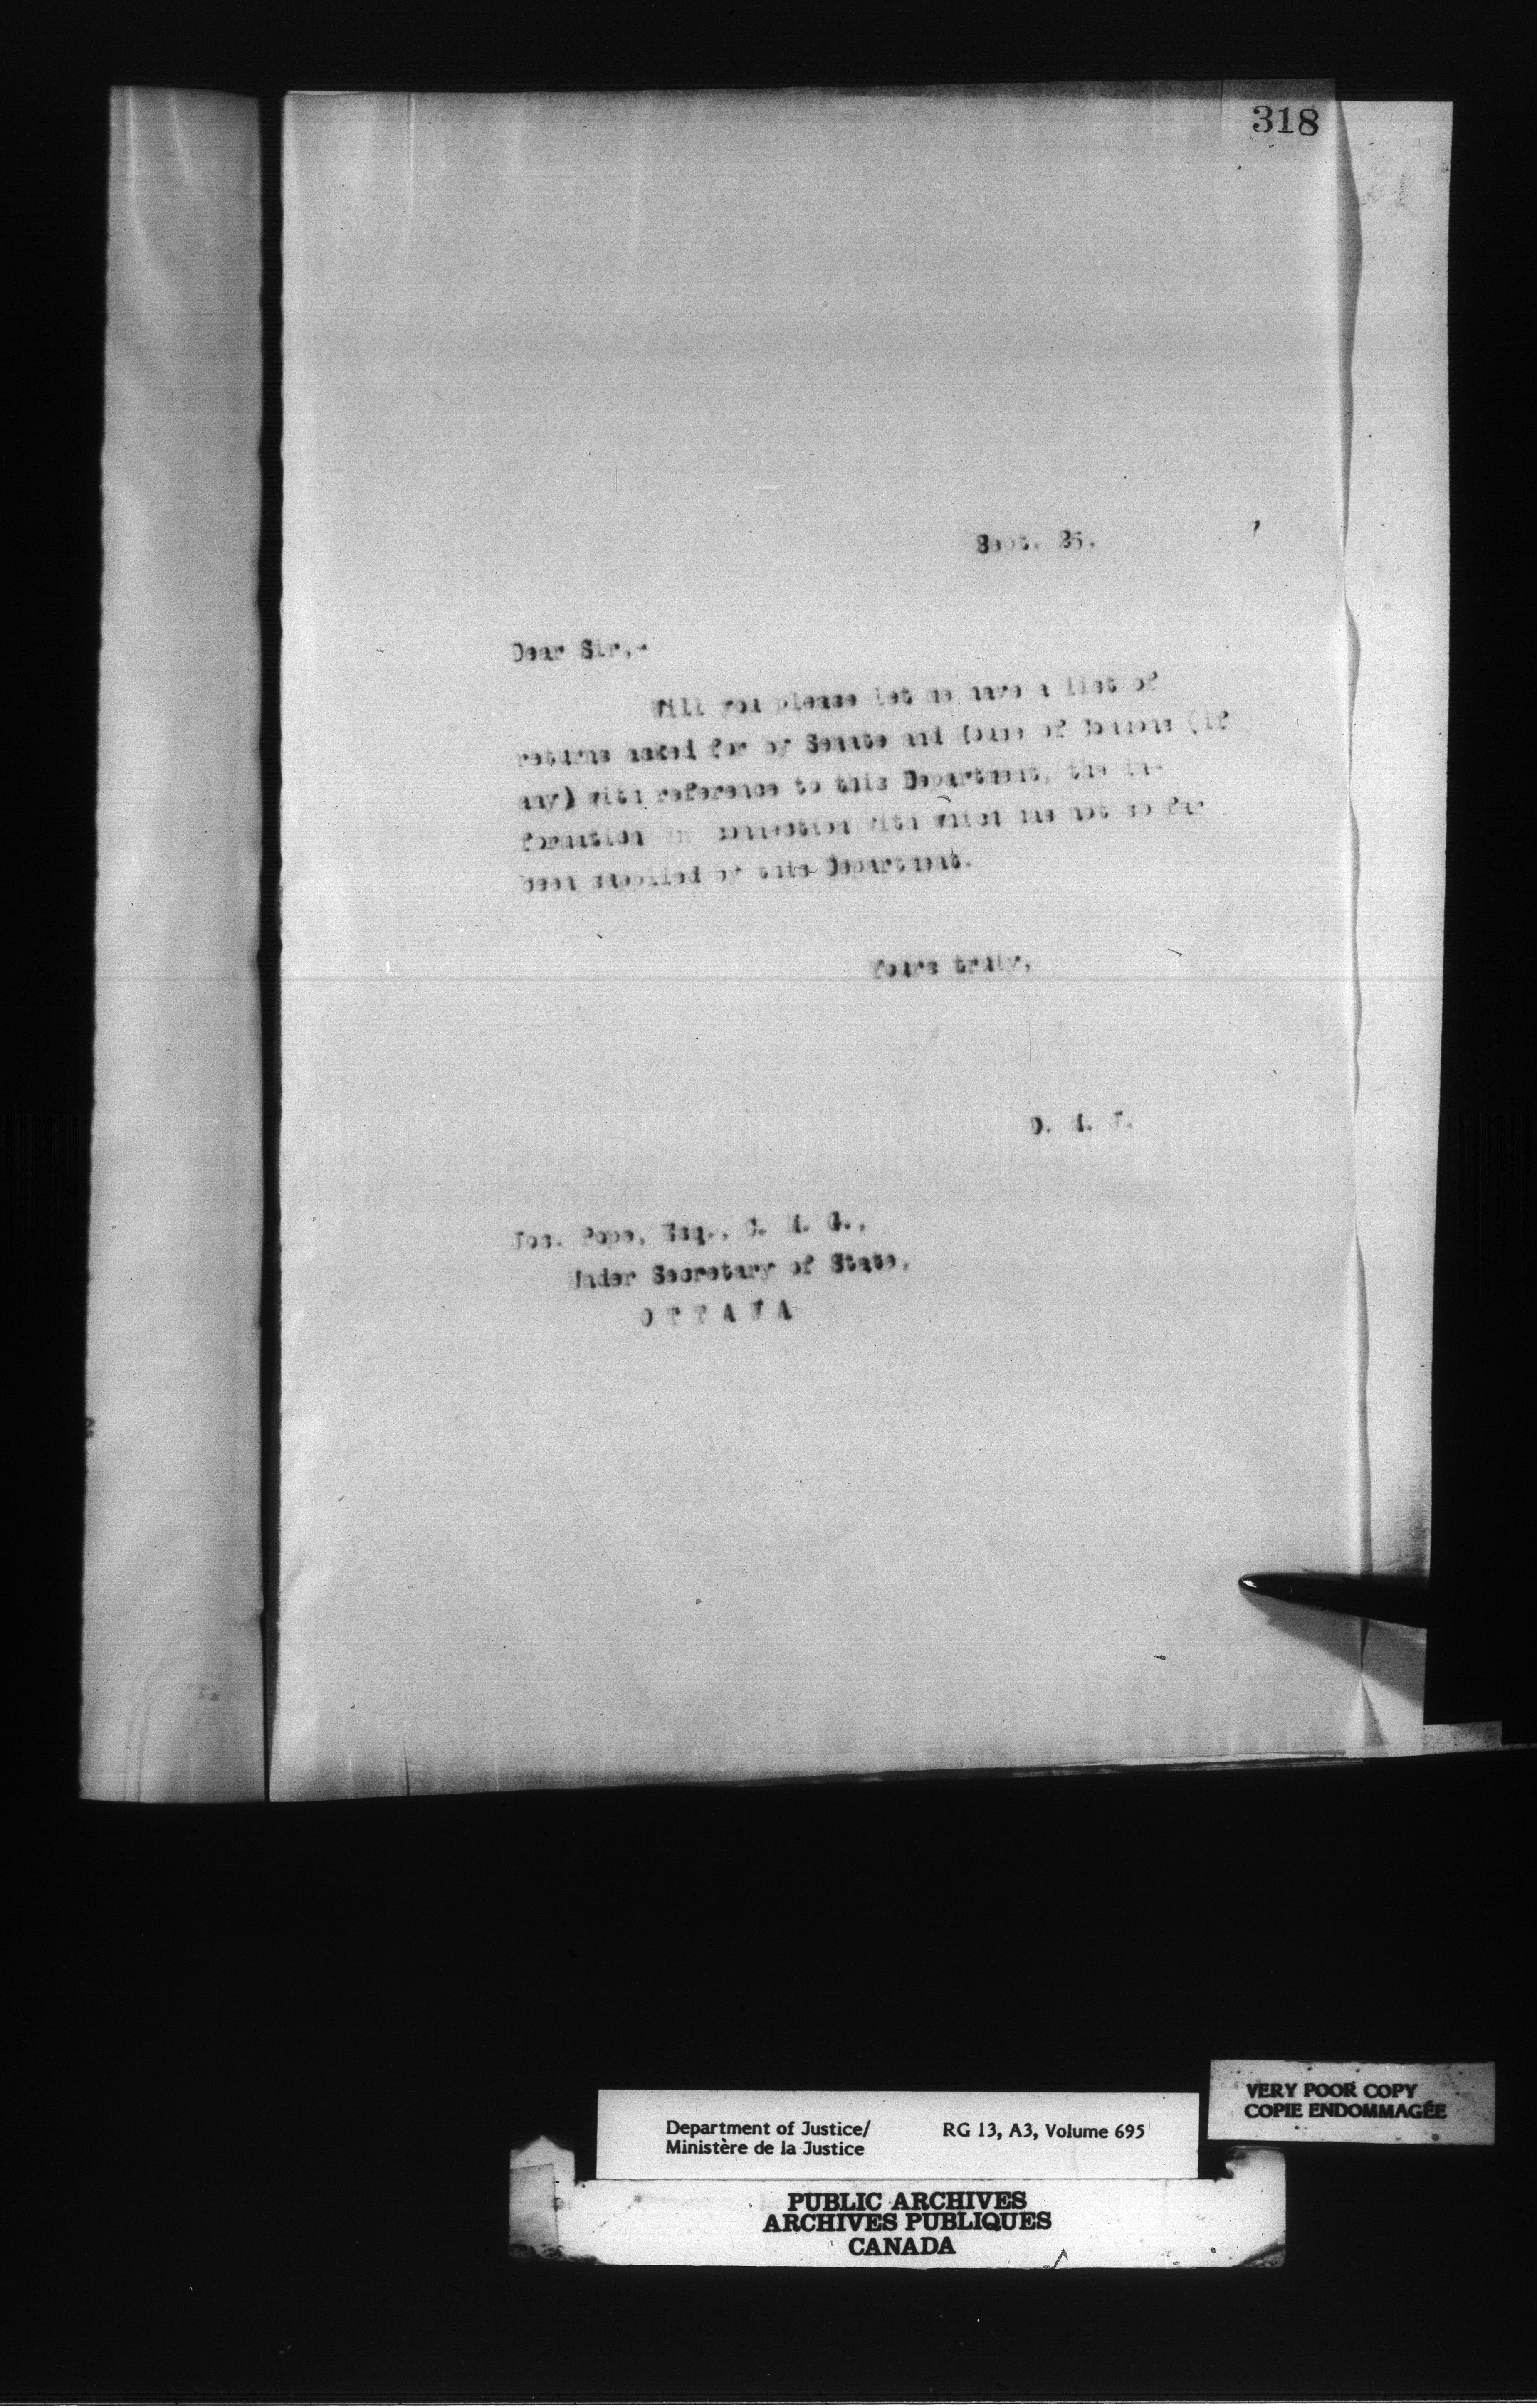 318
Sept. 25.
Dear Sir,-
Will you please let me have a list of
returns asked for by Senate and House of Commons (if
any) with reference to this Department, the in-
formation in connection with which has not so far
been supplied by this Department.
Yours truly,
D. M. J.
Jos. Pope, Esq., C. M. G.,
Under Secretary of State,
OTTAWA
VERY POOR COPY
COPIE ENDOMMAGÉE
Department of Justice/ RG 13, A3, Volume 695
Ministère de la Justice
PUBLIC ARCHIVES
ARCHIVES PUBLIQUES
CANADA